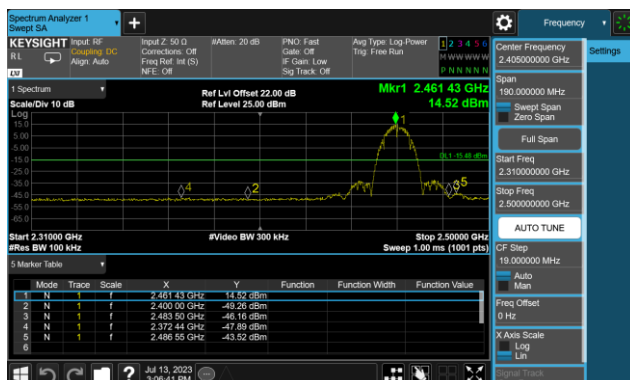 Spectrum Analyzer 1
Swept SA
Frequency
KEYSIGHT
RL
LXI
Input: RF
Coupling: DC
Align: Auto
Input Z: 50 Ω
Corrections: Off
Freq Ref: Int (S)
NFE: Off
#Atten: 20 dB
PNO: Fast
Gate: Off
IF Gain: Low
Sig Track: Off
Avg Type: Log-Power
Trig: Free Run
1 2 3 4 5 6
M W W W W W
P N N N N N
1 Spectrum
Scale/Div 10 dB
Ref Lvl Offset 22.00 dB
Ref Level 25.00 dBm
Mkr1 2.461 43 GHz
14.52 dBm
Log
15.0
5.00
-5.00
-15.0
-25.0
-35.0
-45.0
-55.0
-65.0
1
DL1 -15.48 dBm
4
2
5
Start 2.31000 GHz
#Res BW 100 kHz
#Video BW 300 kHz
Stop 2.50000 GHz
Sweep 1.00 ms (1001 pts)
5 Marker Table
Mode Trace Scale X Y Function Function Width Function Value
1 N 1 f 2.461 43 GHz 14.52 dBm
2 N 1 f 2.400 00 GHz -49.26 dBm
3 N 1 f 2.483 50 GHz -46.16 dBm
4 N 1 f 2.372 44 GHz -47.89 dBm
5 N 1 f 2.486 55 GHz -43.52 dBm
6
Jul 13, 2023
3:06:41 PM
Center Frequency
2.405000000 GHz
Settings
Span
190.000000 MHz
Swept Span
Zero Span
Full Span
Start Freq
2.310000000 GHz
Stop Freq
2.500000000 GHz
AUTO TUNE
CF Step
19.000000 MHz
Auto
Man
Freq Offset
0 Hz
X Axis Scale
Log
Lin
Signal Track